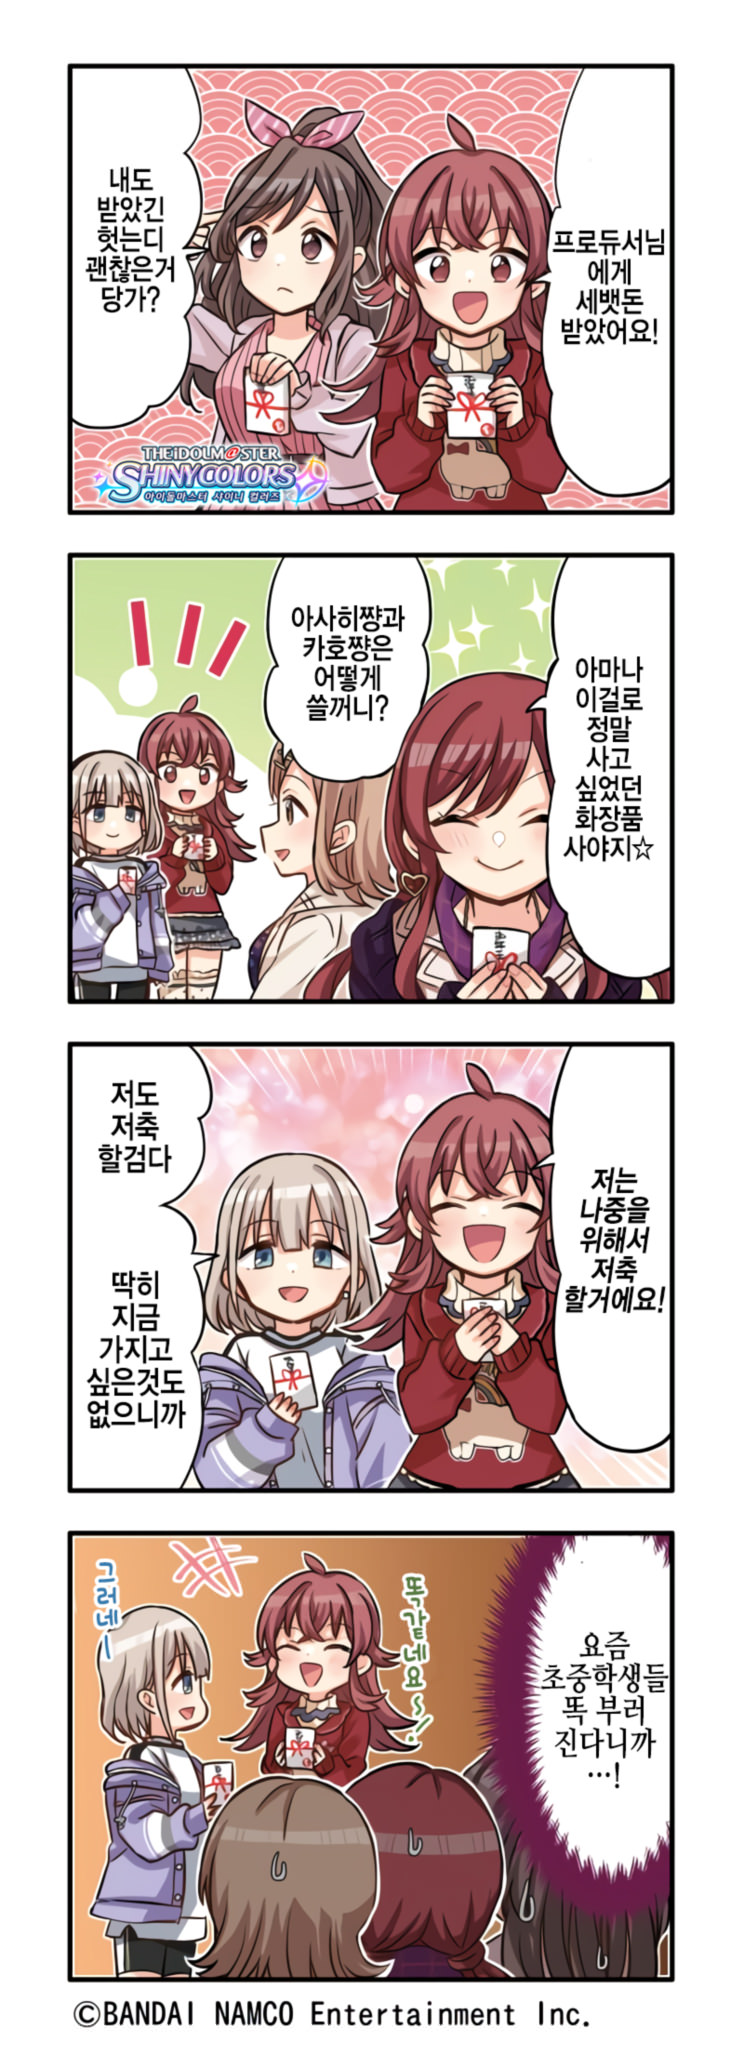 프로듀서님
에게
세뱃돈
받았어요!
내도
받았긴
헛는디
괜찮은거
당가?
THE iDOLM@STER
SHINYCOLORS
아이돌마스터 샤이니 컬러즈
아마나
이걸로
정말
사고
싶었던
화장품
사야지☆
아사히쨩과
카호쨩은
어떻게
쓸꺼니?
저는
나중을
위해서
저축
할거에요!
저도
저축
할검다
딱히
지금
가지고
싶은것도
없으니까
요즘
초중학생들
똑 부러
진다니까
…!
똑같네요~!
그러네ー
©BANDAI NAMCO Entertainment Inc.